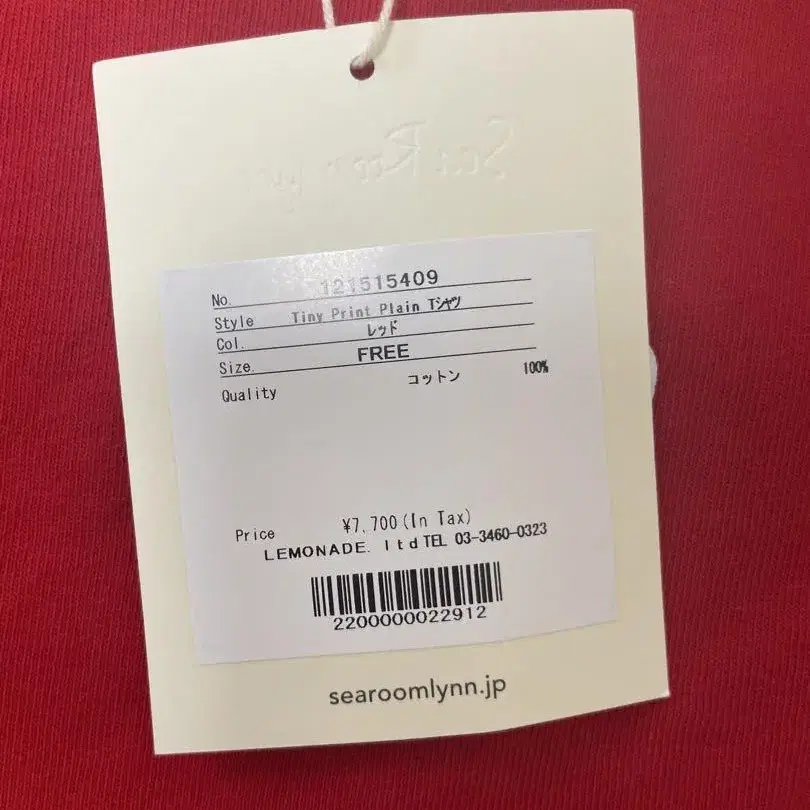 No. 121515409
Style Tiny Print Plain Tシャツ
Col. レッド
Size. FREE
Quality コットン 100%
Price ¥7,700(In Tax)
LEMONADE. ltd TEL 03-3460-0323
2200000022912
searoomlynn.jp